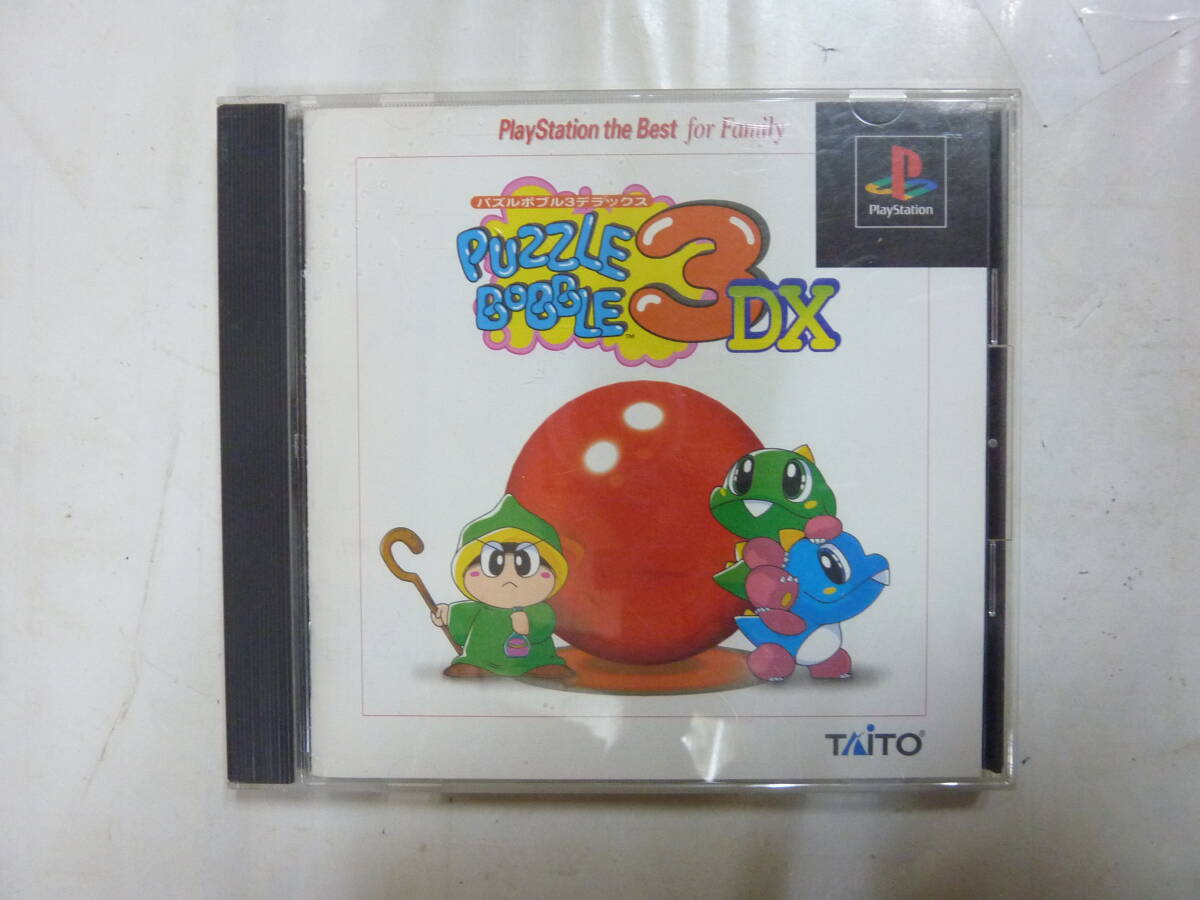 PlayStation the Best for Family
PlayStation
パズルボブル3デラックス
PUZZLE
BOBBLE™
3
DX
TAITO®